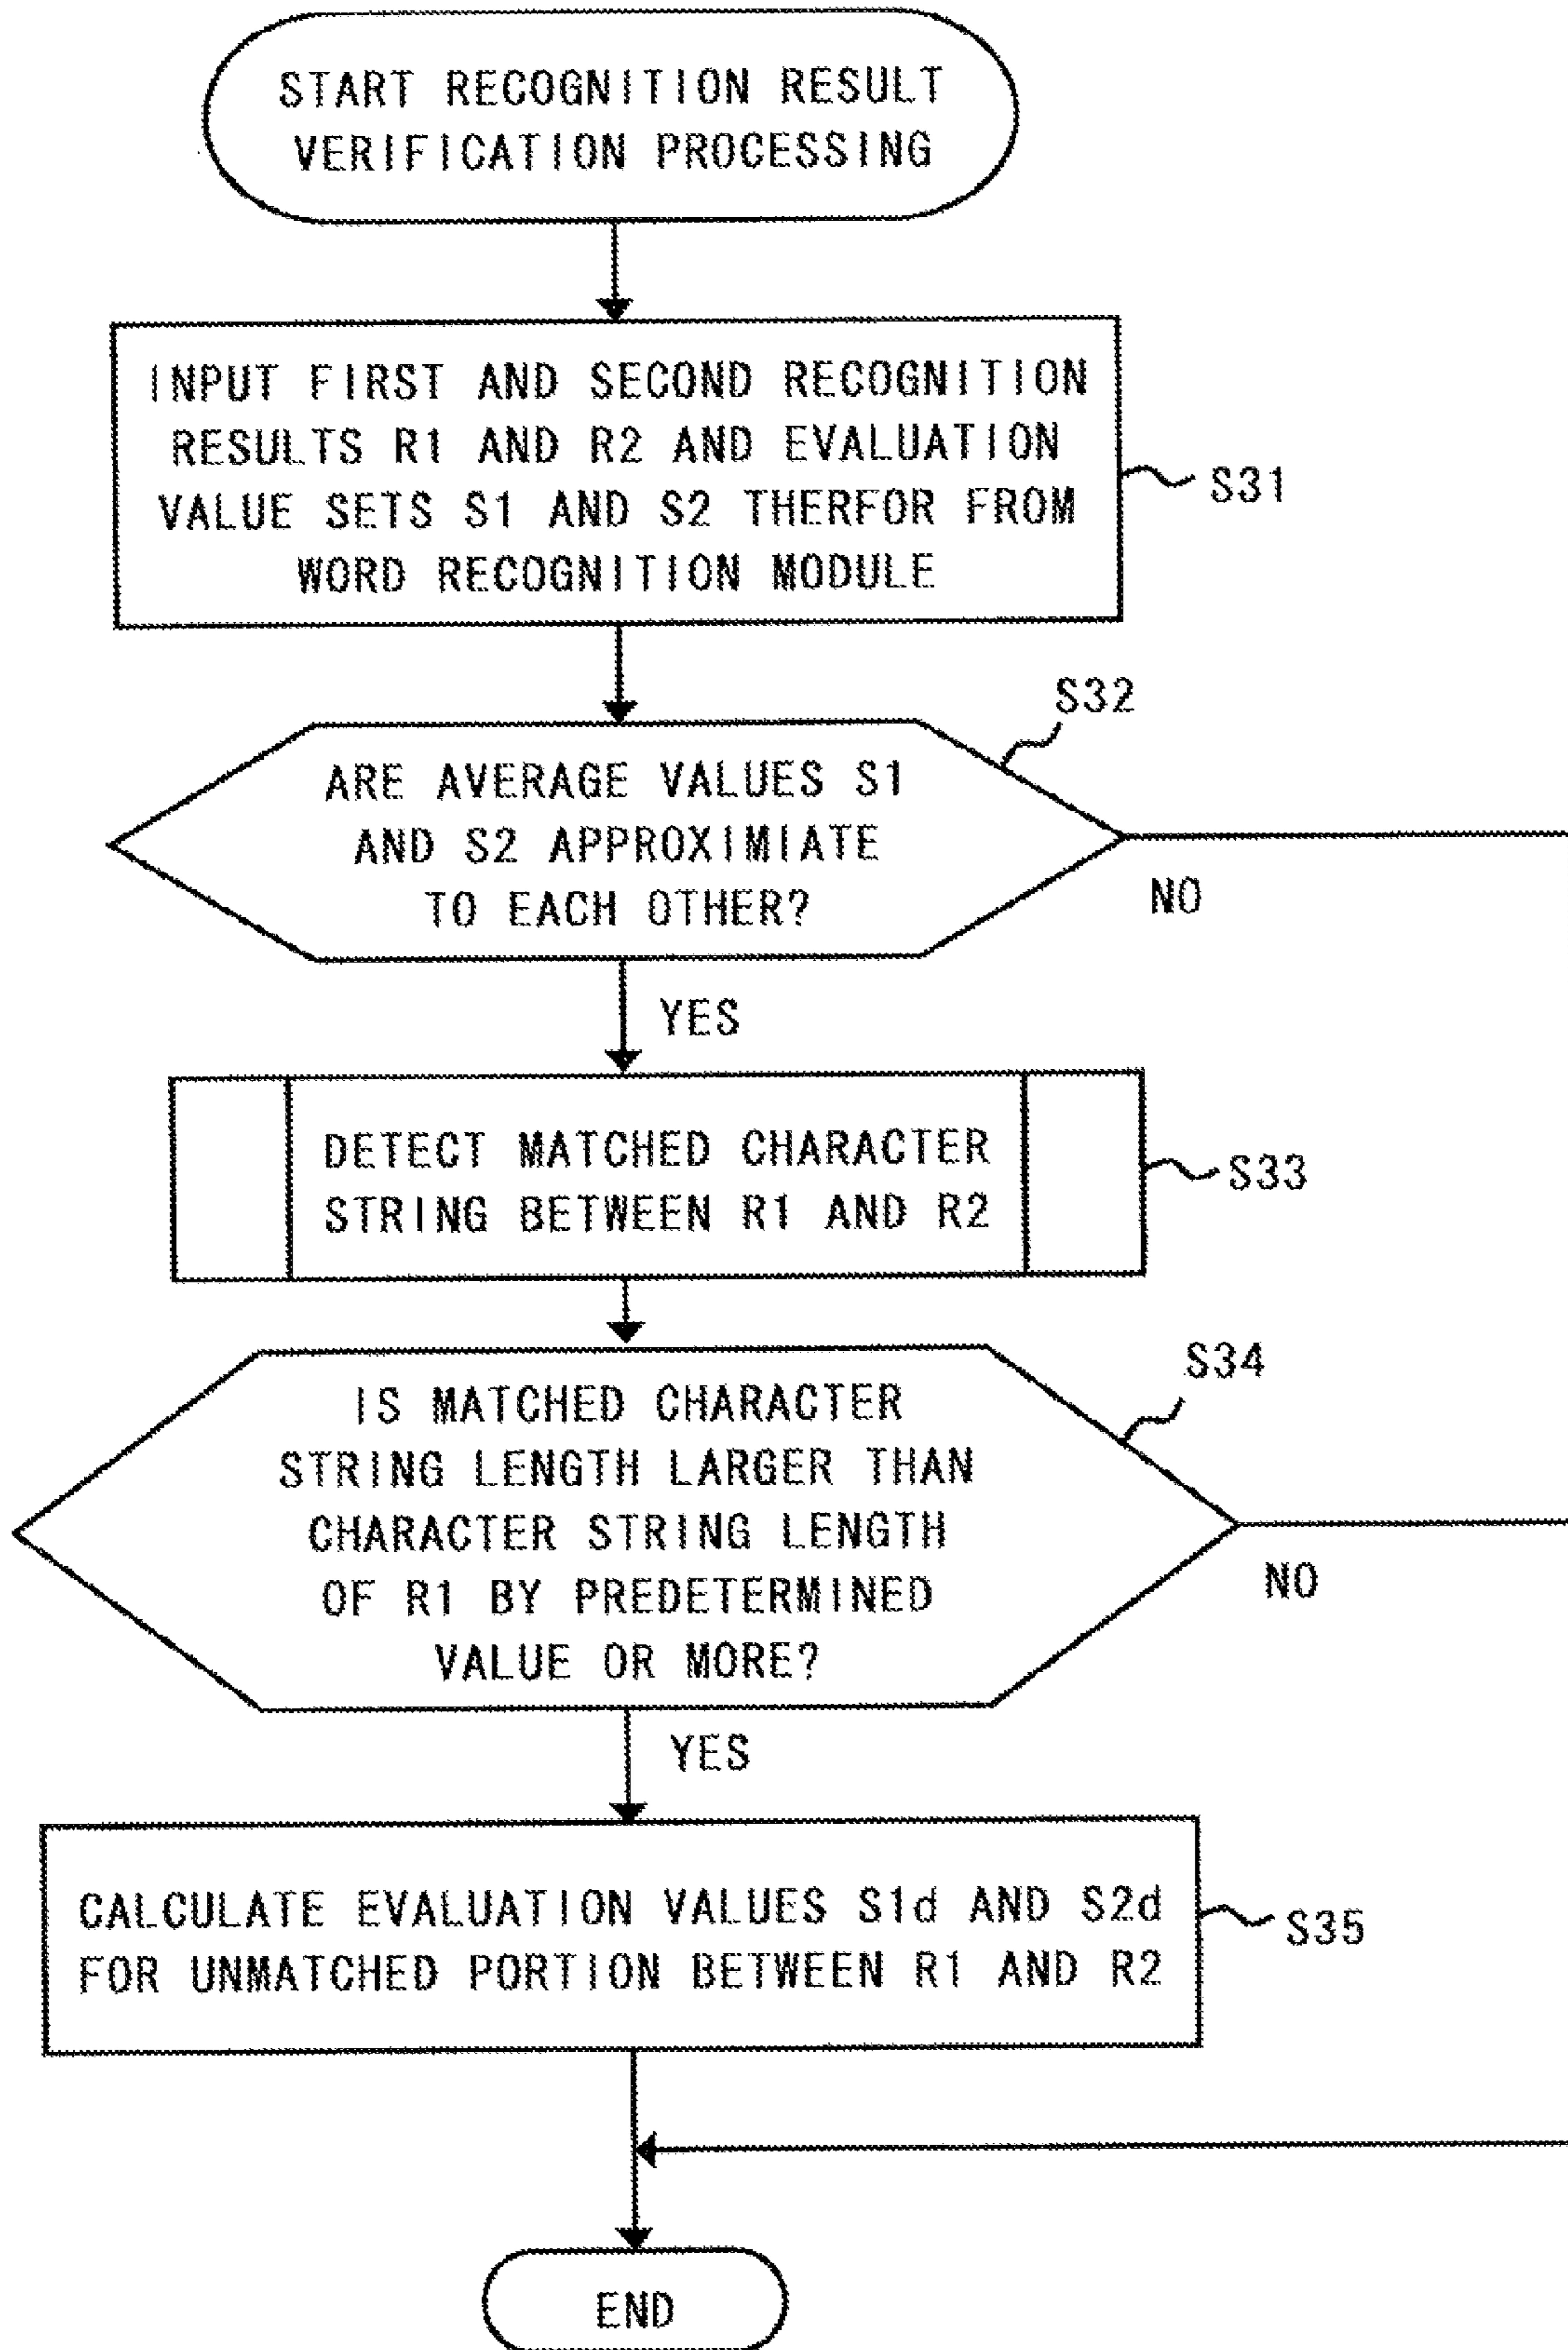 START RECOGNITION RESULT
VERIFICATION PROCESSING
INPUT FIRST AND SECOND RECOGNITION
RESULTS R1 AND R2 AND EVALUATION
VALUE SETS S1 AND S2 THERFOR FROM
WORD RECOGNITION MODULE
S31
S32
ARE AVERAGE VALUES S1
AND S2 APPROXIMIATE
TO EACH OTHER?
NO
YES
DETECT MATCHED CHARACTER
STRING BETWEEN R1 AND R2
S33
S34
IS MATCHED CHARACTER
STRING LENGTH LARGER THAN
CHARACTER STRING LENGTH
OF R1 BY PREDETERMINED
VALUE OR MORE?
NO
YES
CALCULATE EVALUATION VALUES S1d AND S2d
FOR UNMATCHED PORTION BETWEEN R1 AND R2
S35
END